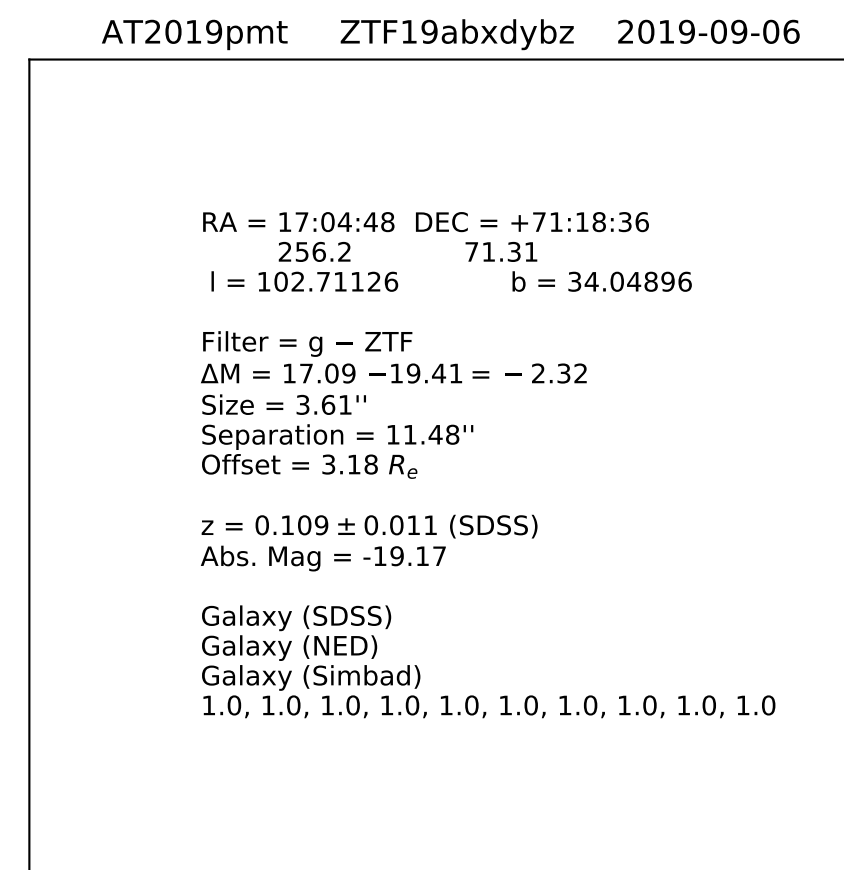 AT2019pmt ZTF19abxdybz 2019-09-06
RA = 17:04:48 DEC = +71:18:36
256.2 71.31
l = 102.71126 b = 34.04896
Filter = g − ZTF
ΔM = 17.09 −19.41 = − 2.32
Size = 3.61''
Separation = 11.48''
Offset = 3.18 Rₑ
z = 0.109 ± 0.011 (SDSS)
Abs. Mag = -19.17
Galaxy (SDSS)
Galaxy (NED)
Galaxy (Simbad)
1.0, 1.0, 1.0, 1.0, 1.0, 1.0, 1.0, 1.0, 1.0, 1.0